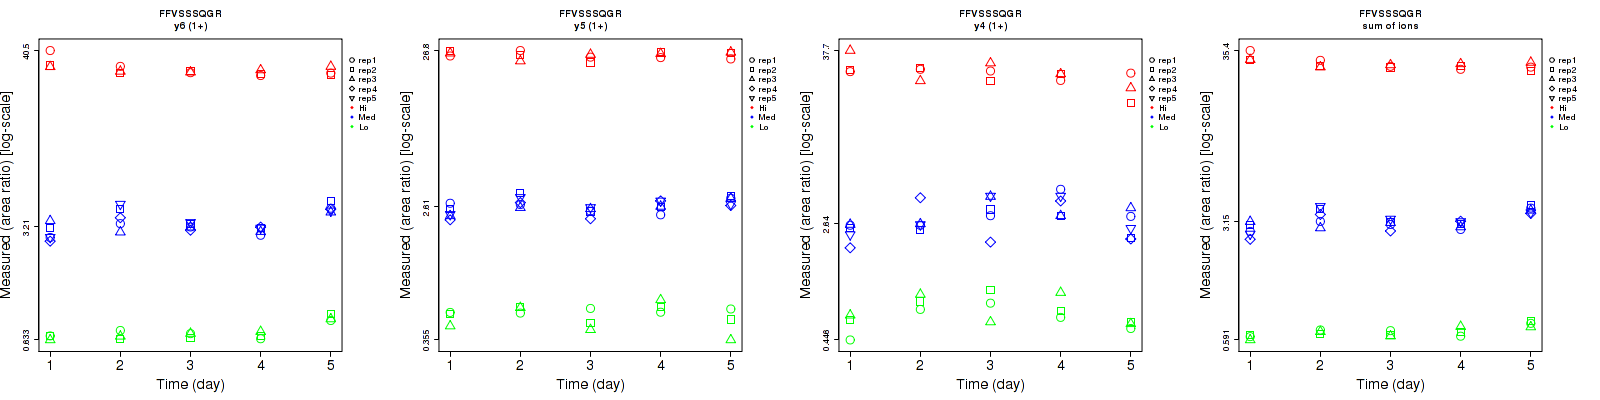 FFVSSSQGR
y6 (1+)
Measured (area ratio) [log-scale]
40.5
3.21
0.633
1 2 3 4 5
Time (day)
rep1
rep2
rep3
rep4
rep5
Hi
Med
Lo
FFVSSSQGR
y5 (1+)
Measured (area ratio) [log-scale]
26.8
2.61
0.355
1 2 3 4 5
Time (day)
rep1
rep2
rep3
rep4
rep5
Hi
Med
Lo
FFVSSSQGR
y4 (1+)
Measured (area ratio) [log-scale]
37.7
2.64
0.446
1 2 3 4 5
Time (day)
rep1
rep2
rep3
rep4
rep5
Hi
Med
Lo
FFVSSSQGR
sum of ions
Measured (area ratio) [log-scale]
35.4
3.15
0.591
1 2 3 4 5
Time (day)
rep1
rep2
rep3
rep4
rep5
Hi
Med
Lo